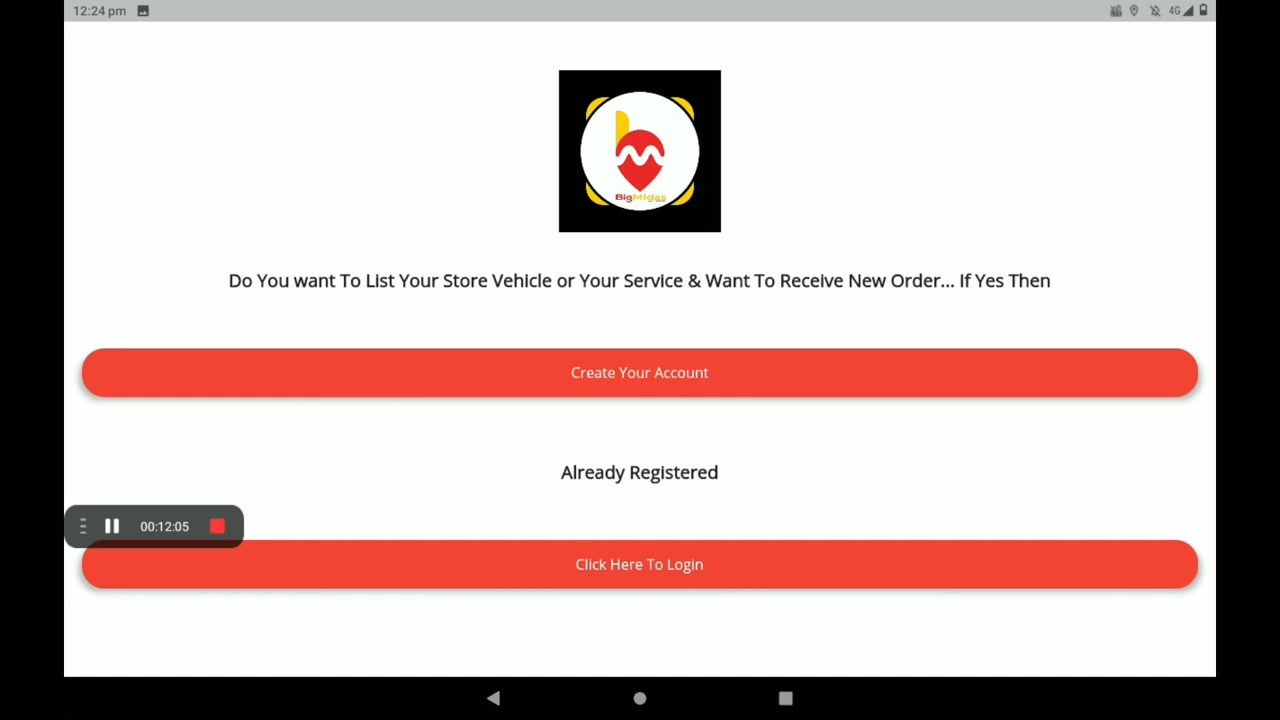 12:24 pm
4G
BigMidas
Do You want To List Your Store Vehicle or Your Service & Want To Receive New Order... If Yes Then
Create Your Account
Already Registered
00:12:05
Click Here To Login